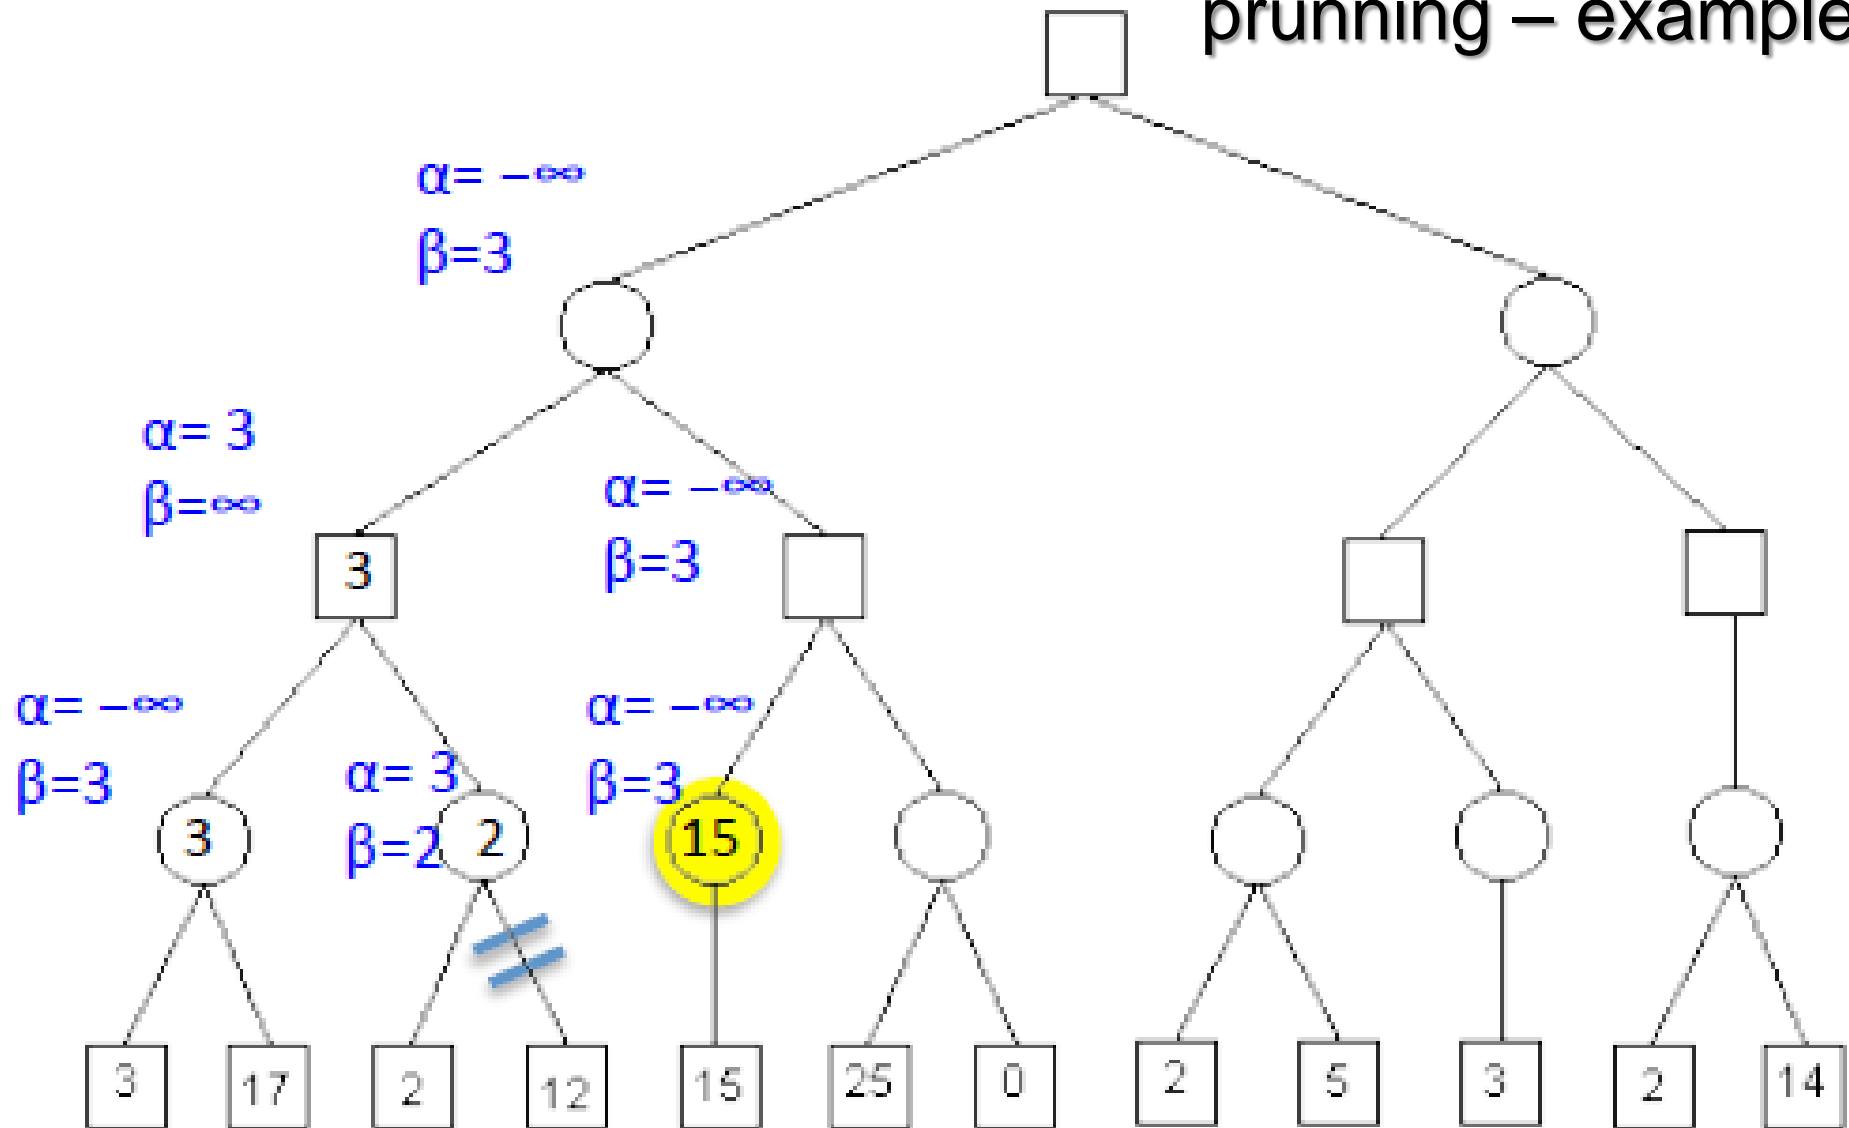 prunning – example
α= –∞
β=3
α= 3
β=∞
α= –∞
β=3
3
α= –∞
β=3
α= 3
β=2
α= –∞
β=3
3
2
15
3
17
2
12
15
25
0
2
5
3
2
14